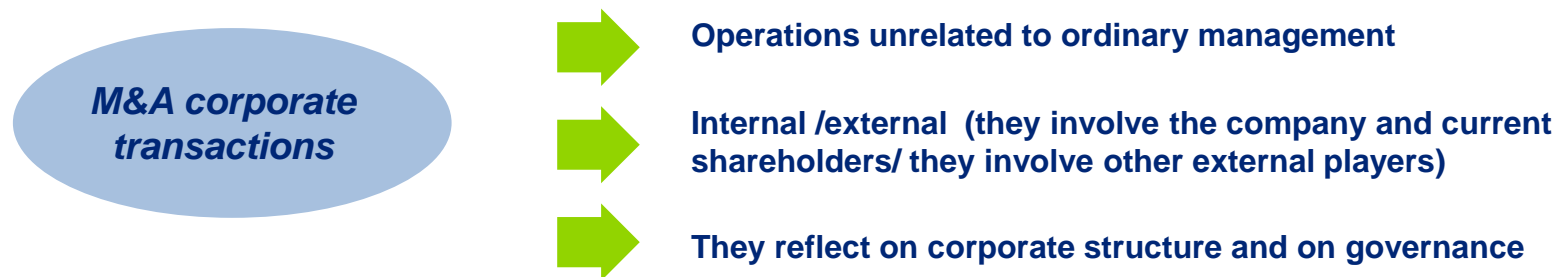 M&A corporate
transactions
Operations unrelated to ordinary management
Internal /external  (they involve the company and current
shareholders/ they involve other external players)
They reflect on corporate structure and on governance